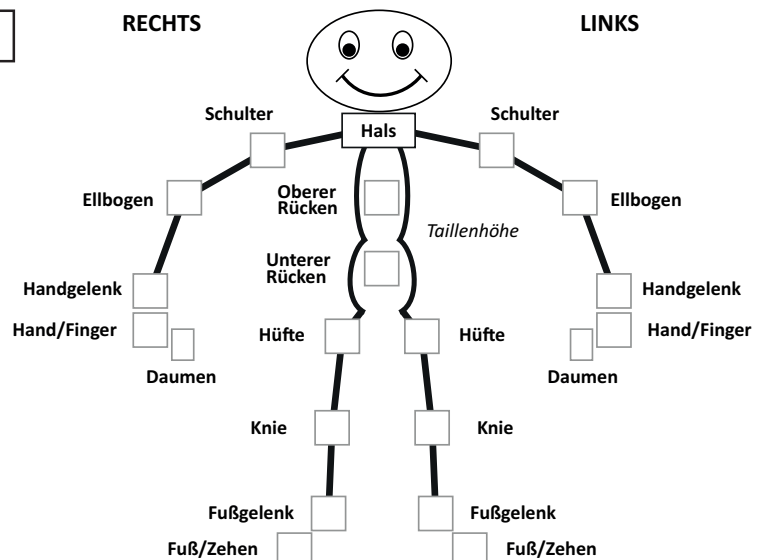 RECHTS LINKS
Schulter Schulter
Hals
Ellbogen Oberer Ellbogen
Rücken
Taillenhöhe
Unterer
Rücken
Handgelenk Handgelenk
Hand/Finger Hüfte Hüfte Hand/Finger
Daumen Daumen
Knie Knie
Fußgelenk Fußgelenk
Fuß/Zehen Fuß/Zehen